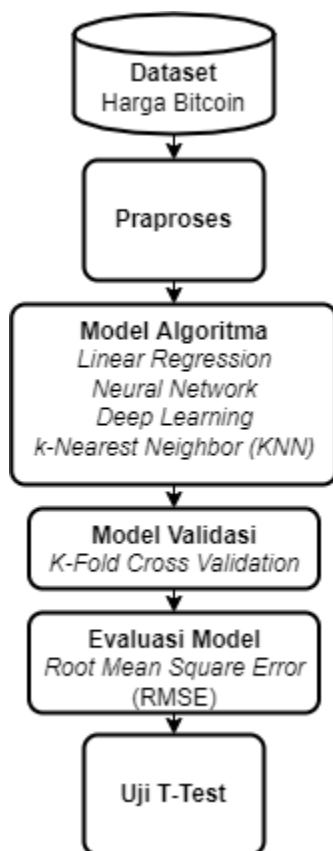 Dataset
Harga Bitcoin
Praproses
Model Algoritma
Linear Regression
Neural Network
Deep Learning
k-Nearest Neighbor (KNN)
Model Validasi
K-Fold Cross Validation
Evaluasi Model
Root Mean Square Error
(RMSE)
Uji T-Test